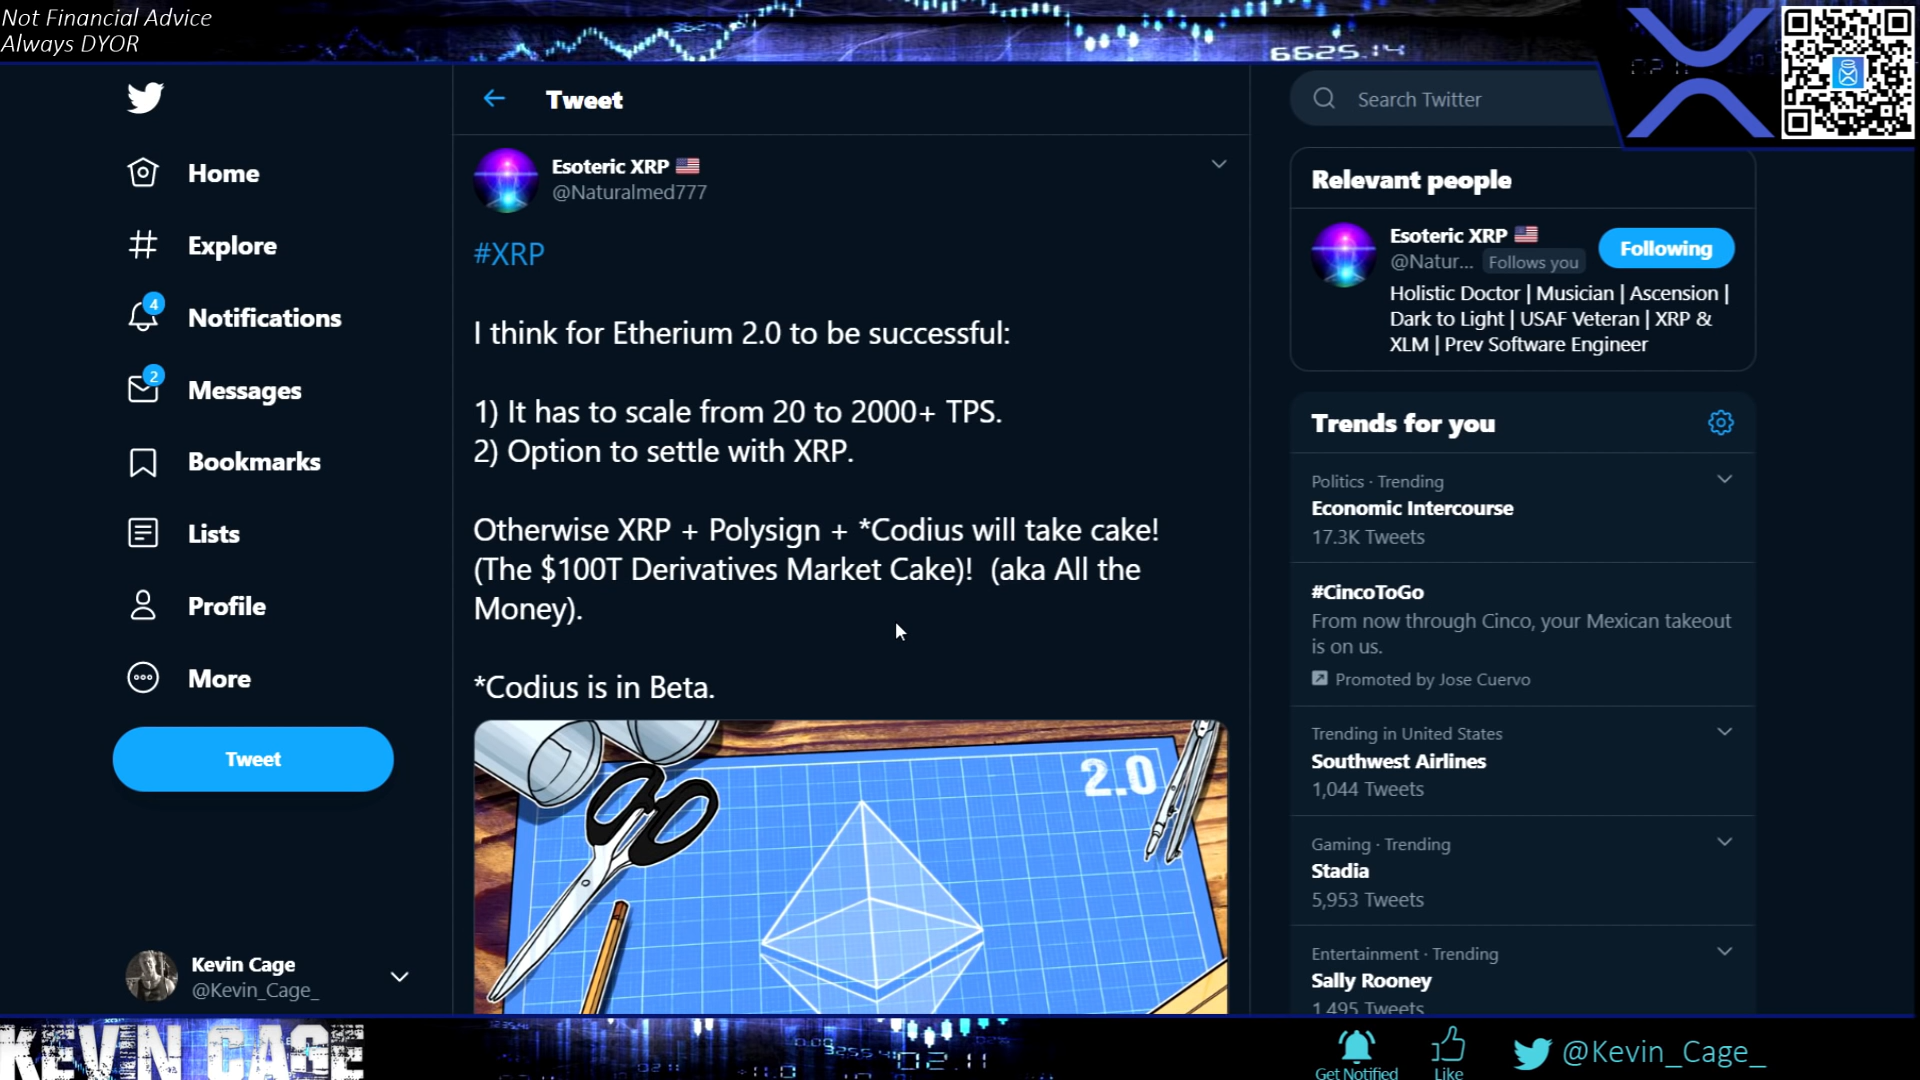 Not Financial Advice
Always DYOR
6625.14
Tweet
Search Twitter
Home
Explore
4
Notifications
2
Messages
Bookmarks
Lists
Profile
More
Tweet
Kevin Cage
@Kevin_Cage_
Esoteric XRP
@Naturalmed777
#XRP
I think for Etherium 2.0 to be successful:
1) It has to scale from 20 to 2000+ TPS.
2) Option to settle with XRP.
Otherwise XRP + Polysign + *Codius will take cake!
(The $100T Derivatives Market Cake)! (aka All the
Money).
*Codius is in Beta.
2.0
Relevant people
Esoteric XRP
@Natur... Follows you
Following
Holistic Doctor | Musician | Ascension |
Dark to Light | USAF Veteran | XRP &
XLM | Prev Software Engineer
Trends for you
Politics · Trending
Economic Intercourse
17.3K Tweets
#CincoToGo
From now through Cinco, your Mexican takeout
is on us.
Promoted by Jose Cuervo
Trending in United States
Southwest Airlines
1,044 Tweets
Gaming · Trending
Stadia
5,953 Tweets
Entertainment · Trending
Sally Rooney
1,495 Tweets
KEVIN CAGE
02.11
Get Notified
Like
@Kevin_Cage_